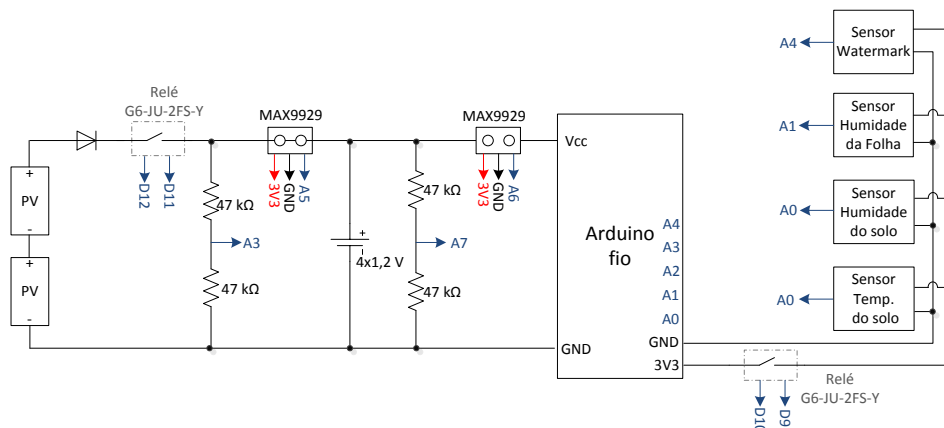 Relé
G6-JU-2FS-Y
D12
D11
+
PV
-
+
PV
-
47 kΩ
A3
47 kΩ
MAX9929
3V3
GND
A5
+
4x1,2 V
-
47 kΩ
A7
47 kΩ
MAX9929
3V3
GND
A6
Vcc
Arduino
fio
A4
A3
A2
A1
A0
GND
3V3
GND
Relé
G6-JU-2FS-Y
D10
D9
A4
Sensor
Watermark
A1
Sensor
Humidade
da Folha
A0
Sensor
Humidade
do solo
A0
Sensor
Temp.
do solo